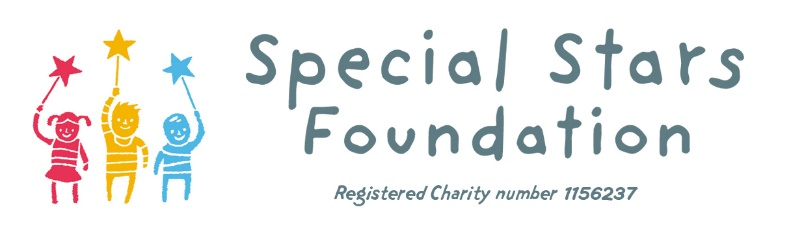 Special Stars
Foundation
Registered Charity number 1156237